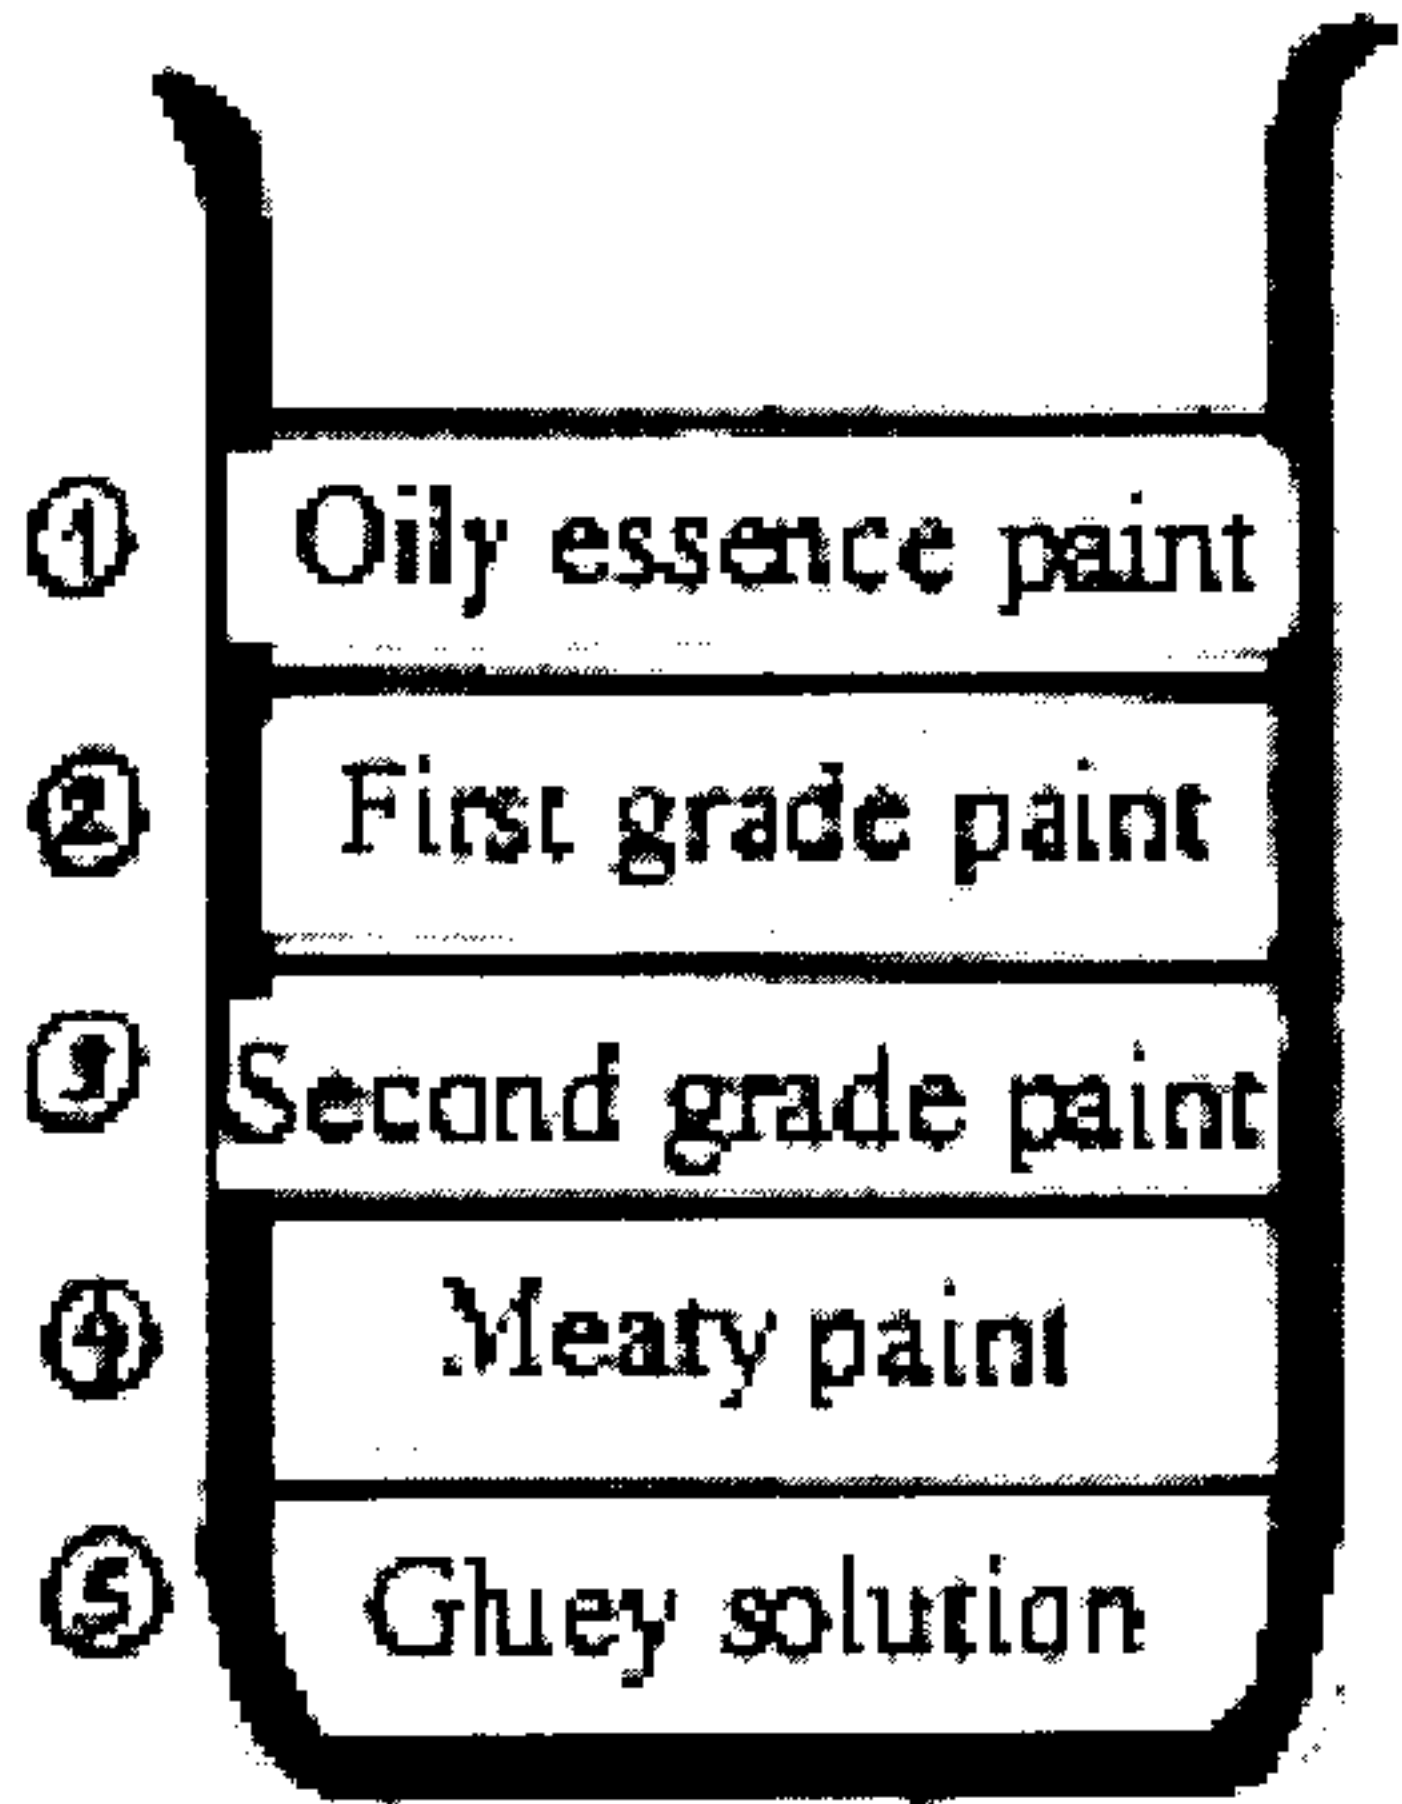 1 Oily essence paint
2 First grade paint
3 Second grade paint
4 Meaty paint
5 Gluey solution